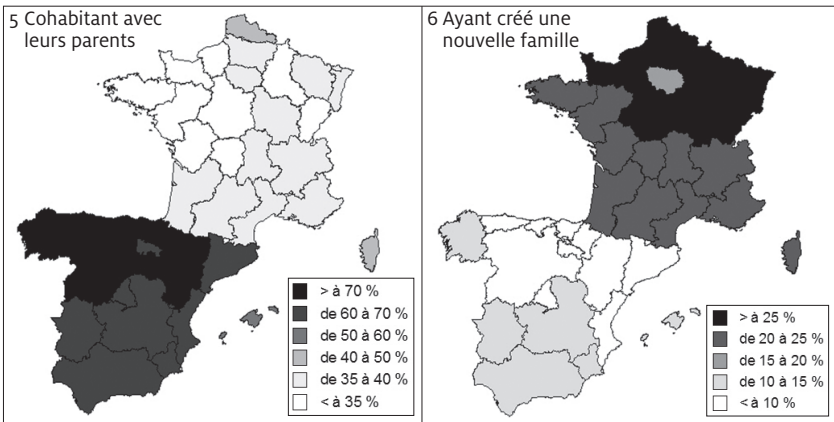 5 Cohabitant avec
leurs parents
> à 70 %
de 60 à 70 %
de 50 à 60 %
de 40 à 50 %
de 35 à 40 %
< à 35 %
6 Ayant créé une
nouvelle famille
> à 25 %
de 20 à 25 %
de 15 à 20 %
de 10 à 15 %
< à 10 %